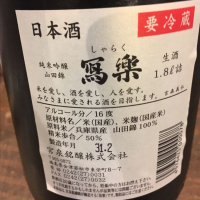 日本酒
要冷蔵
純米吟醸
山田錦
しゃらく
寫樂
生酒
1.8ℓ詰
米を愛し、酒を愛し、人を愛す。
みなさまに愛される酒を目指します。
アルコール分/16度
原材料名/米(国産)、米麹(国産米)
原料米/兵庫県産 山田錦100%
精米歩合/50%
製造年月 31.2
宮泉銘醸株式会社